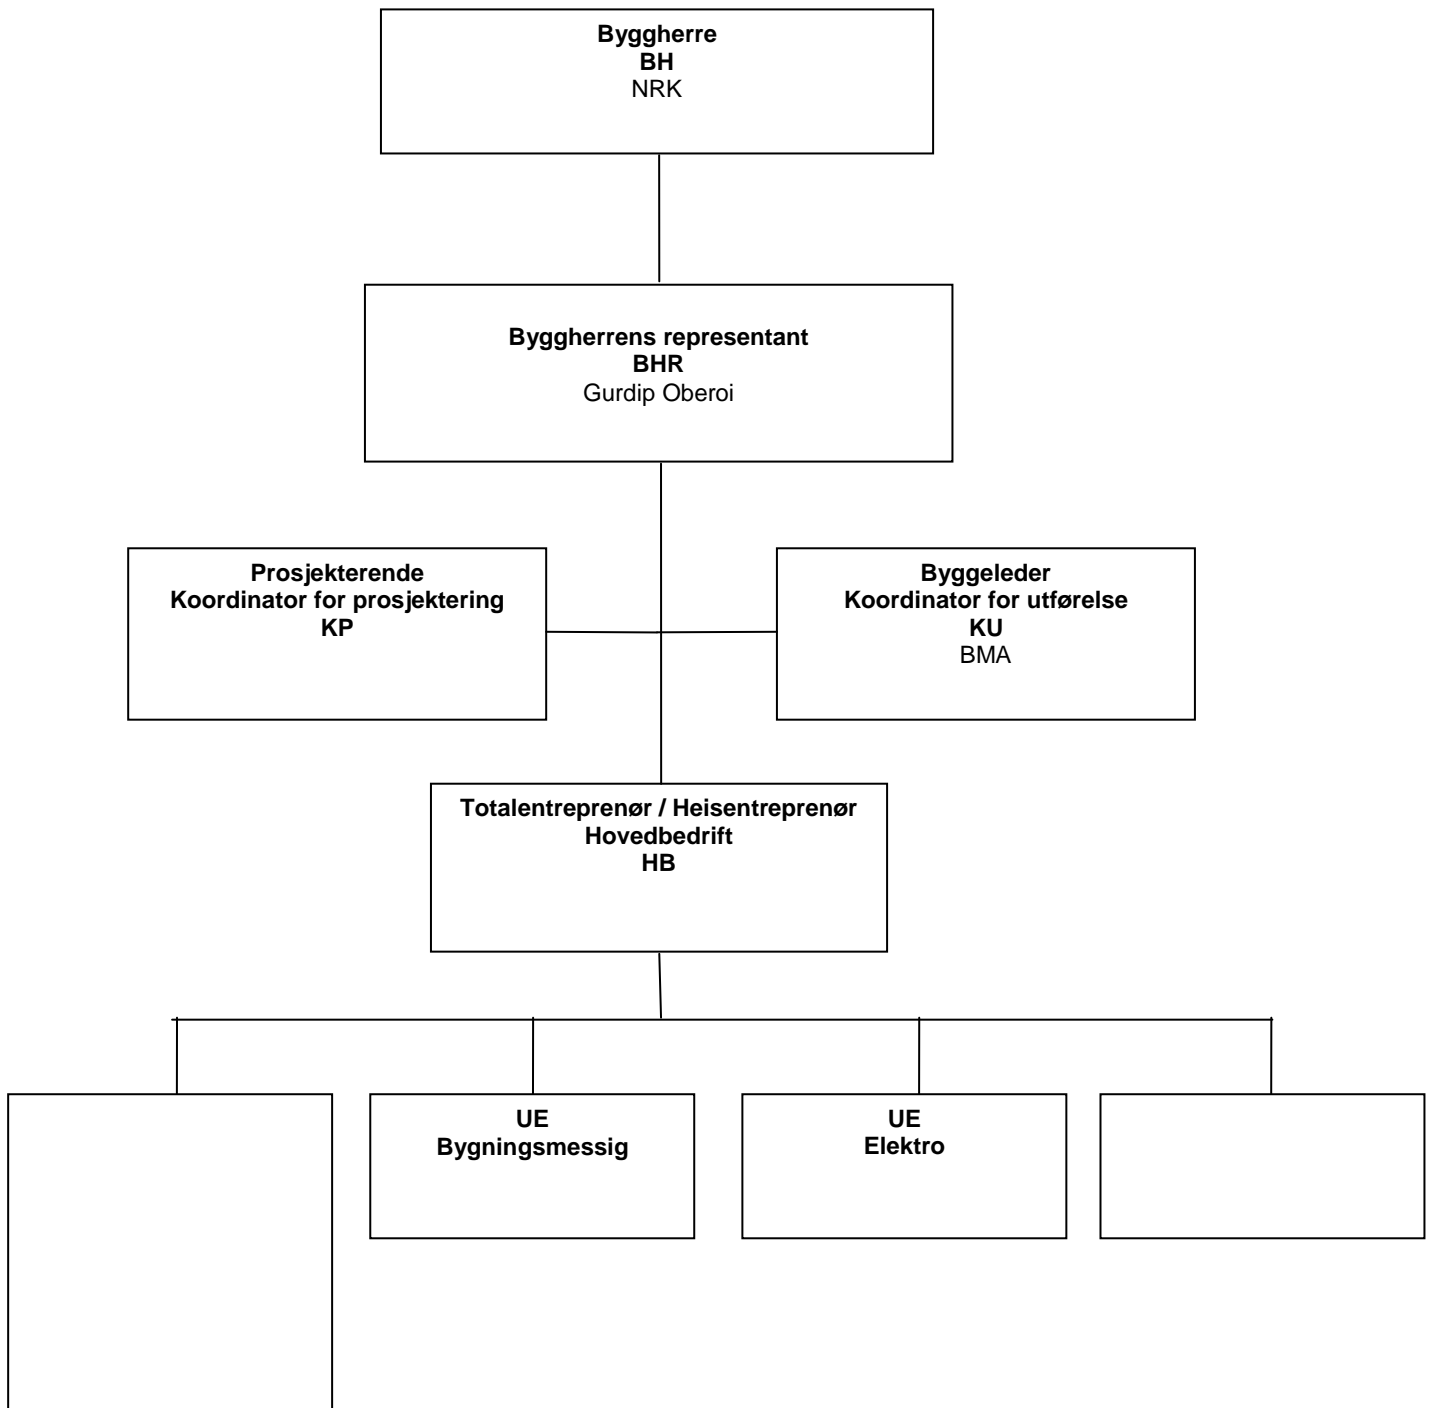 Byggherre
BH
NRK
Byggherrens representant
BHR
Gurdip Oberoi
Prosjekterende
Koordinator for prosjektering
KP
Byggeleder
Koordinator for utførelse
KU
BMA
Totalentreprenør / Heisentreprenør
Hovedbedrift
HB
UE
Bygningsmessig
UE
Elektro